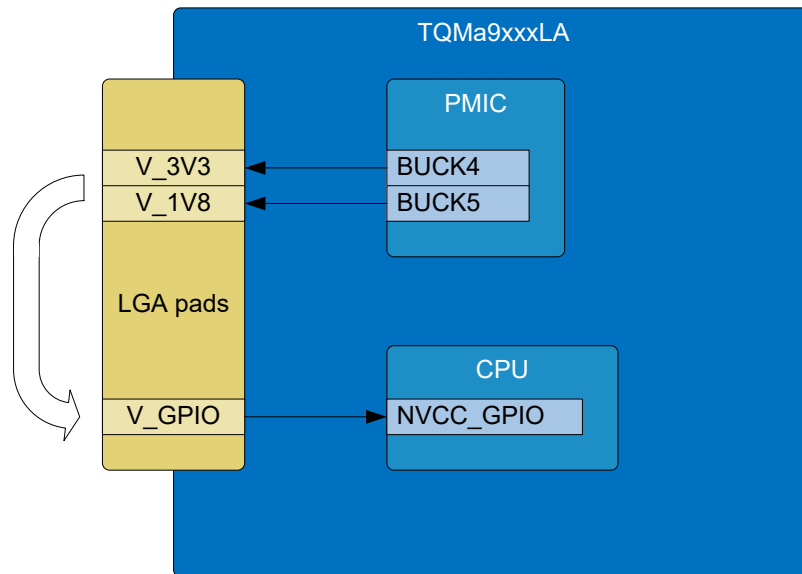 TQMa9xxxLA
PMIC
V_3V3
BUCK4
V_1V8
BUCK5
LGA pads
CPU
V_GPIO
NVCC_GPIO